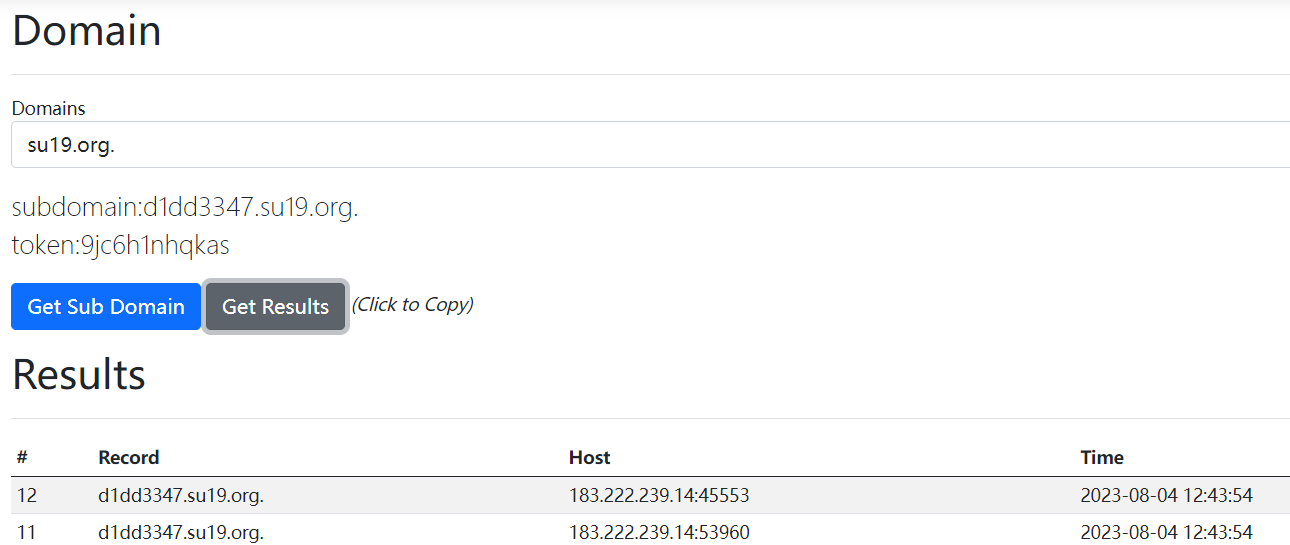 Domain
Domains
su19.org.
subdomain:d1dd3347.su19.org.
token:9jc6h1nhqkas
Get Sub Domain Get Results (Click to Copy)
Results
# Record Host Time
12 d1dd3347.su19.org. 183.222.239.14:45553 2023-08-04 12:43:54
11 d1dd3347.su19.org. 183.222.239.14:53960 2023-08-04 12:43:54